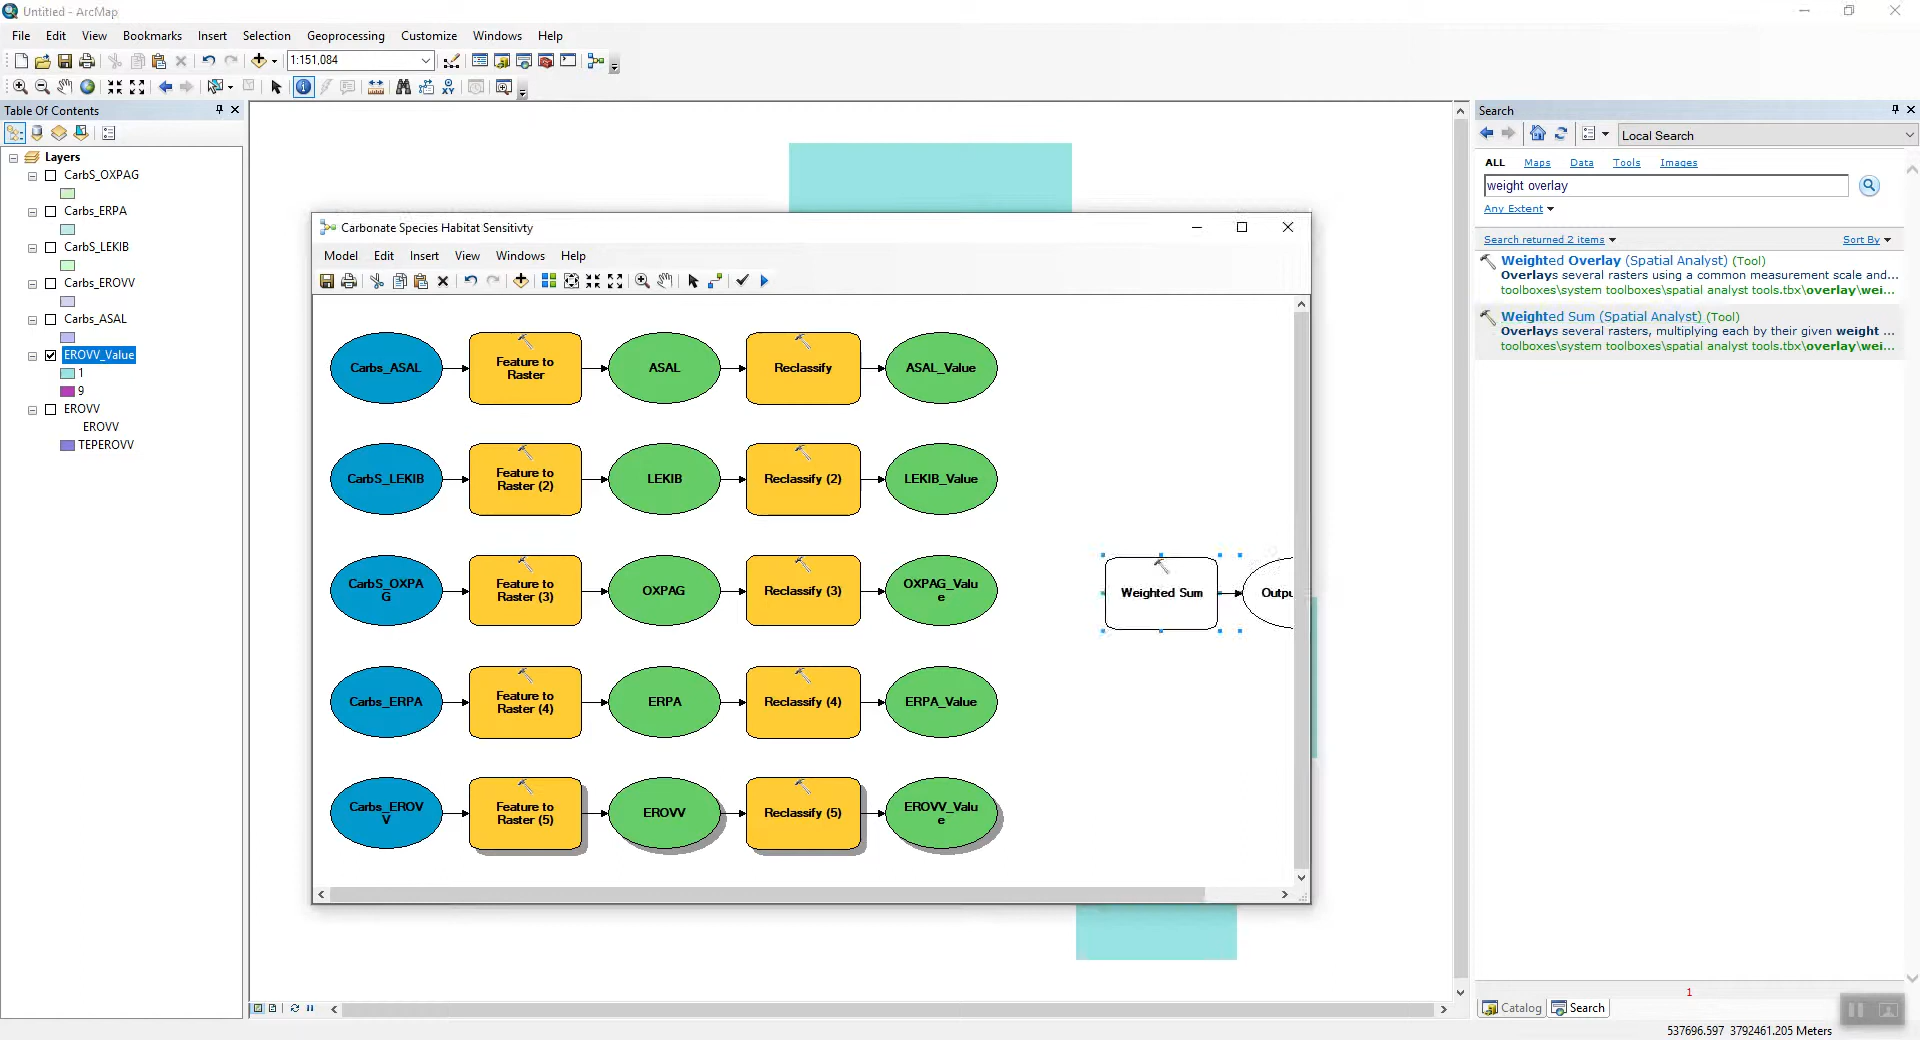 Untitled - ArcMap
File Edit View Bookmarks Insert Selection Geoprocessing Customize Windows Help
1:151,084
Table Of Contents
Layers
CarbS_OXPAG
Carbs_ERPA
CarbS_LEKIB
Carbs_EROVV
Carbs_ASAL
EROVV_Value
1
9
EROVV
EROVV
TEPEROVV
Carbonate Species Habitat Sensitivty
Model Edit Insert View Windows Help
Carbs_ASAL
Feature to
Raster
ASAL
Reclassify
ASAL_Value
CarbS_LEKIB
Feature to
Raster (2)
LEKIB
Reclassify (2)
LEKIB_Value
CarbS_OXPA
G
Feature to
Raster (3)
OXPAG
Reclassify (3)
OXPAG_Valu
e
Weighted Sum
Outpu
Carbs_ERPA
Feature to
Raster (4)
ERPA
Reclassify (4)
ERPA_Value
Carbs_EROV
V
Feature to
Raster (5)
EROVV
Reclassify (5)
EROVV_Valu
e
Search
Local Search
ALL Maps Data Tools Images
weight overlay
Any Extent
Search returned 2 items
Sort By
Weighted Overlay (Spatial Analyst) (Tool)
Overlays several rasters using a common measurement scale and...
toolboxes\system toolboxes\spatial analyst tools.tbx\overlay\wei...
Weighted Sum (Spatial Analyst) (Tool)
Overlays several rasters, multiplying each by their given weight ...
toolboxes\system toolboxes\spatial analyst tools.tbx\overlay\wei...
1
Catalog Search
537696.597 3792461.205 Meters